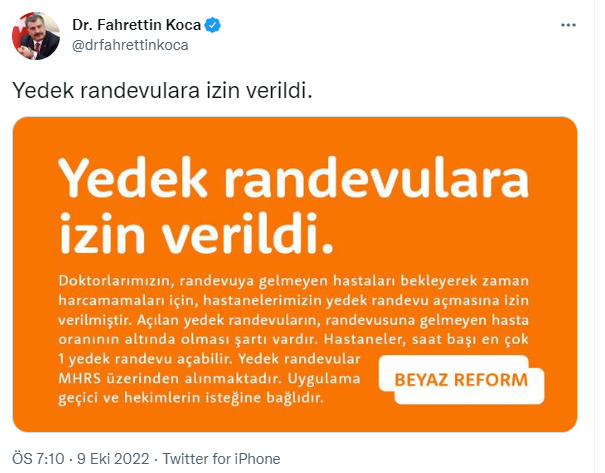 Dr. Fahrettin Koca
@drfahrettinkoca
Yedek randevulara izin verildi.
Yedek randevulara
izin verildi.
Doktorlarımızın, randevuya gelmeyen hastaları bekleyerek zaman
harcamamaları için, hastanelerimizin yedek randevu açmasına izin
verilmiştir. Açılan yedek randevuların, randevusuna gelmeyen hasta
oranının altında olması şartı vardır. Hastaneler, saat başı en çok
1 yedek randevu açabilir. Yedek randevular
MHRS üzerinden alınmaktadır. Uygulama
geçici ve hekimlerin isteğine bağlıdır.
BEYAZ REFORM
ÖS 7:10 · 9 Eki 2022 · Twitter for iPhone